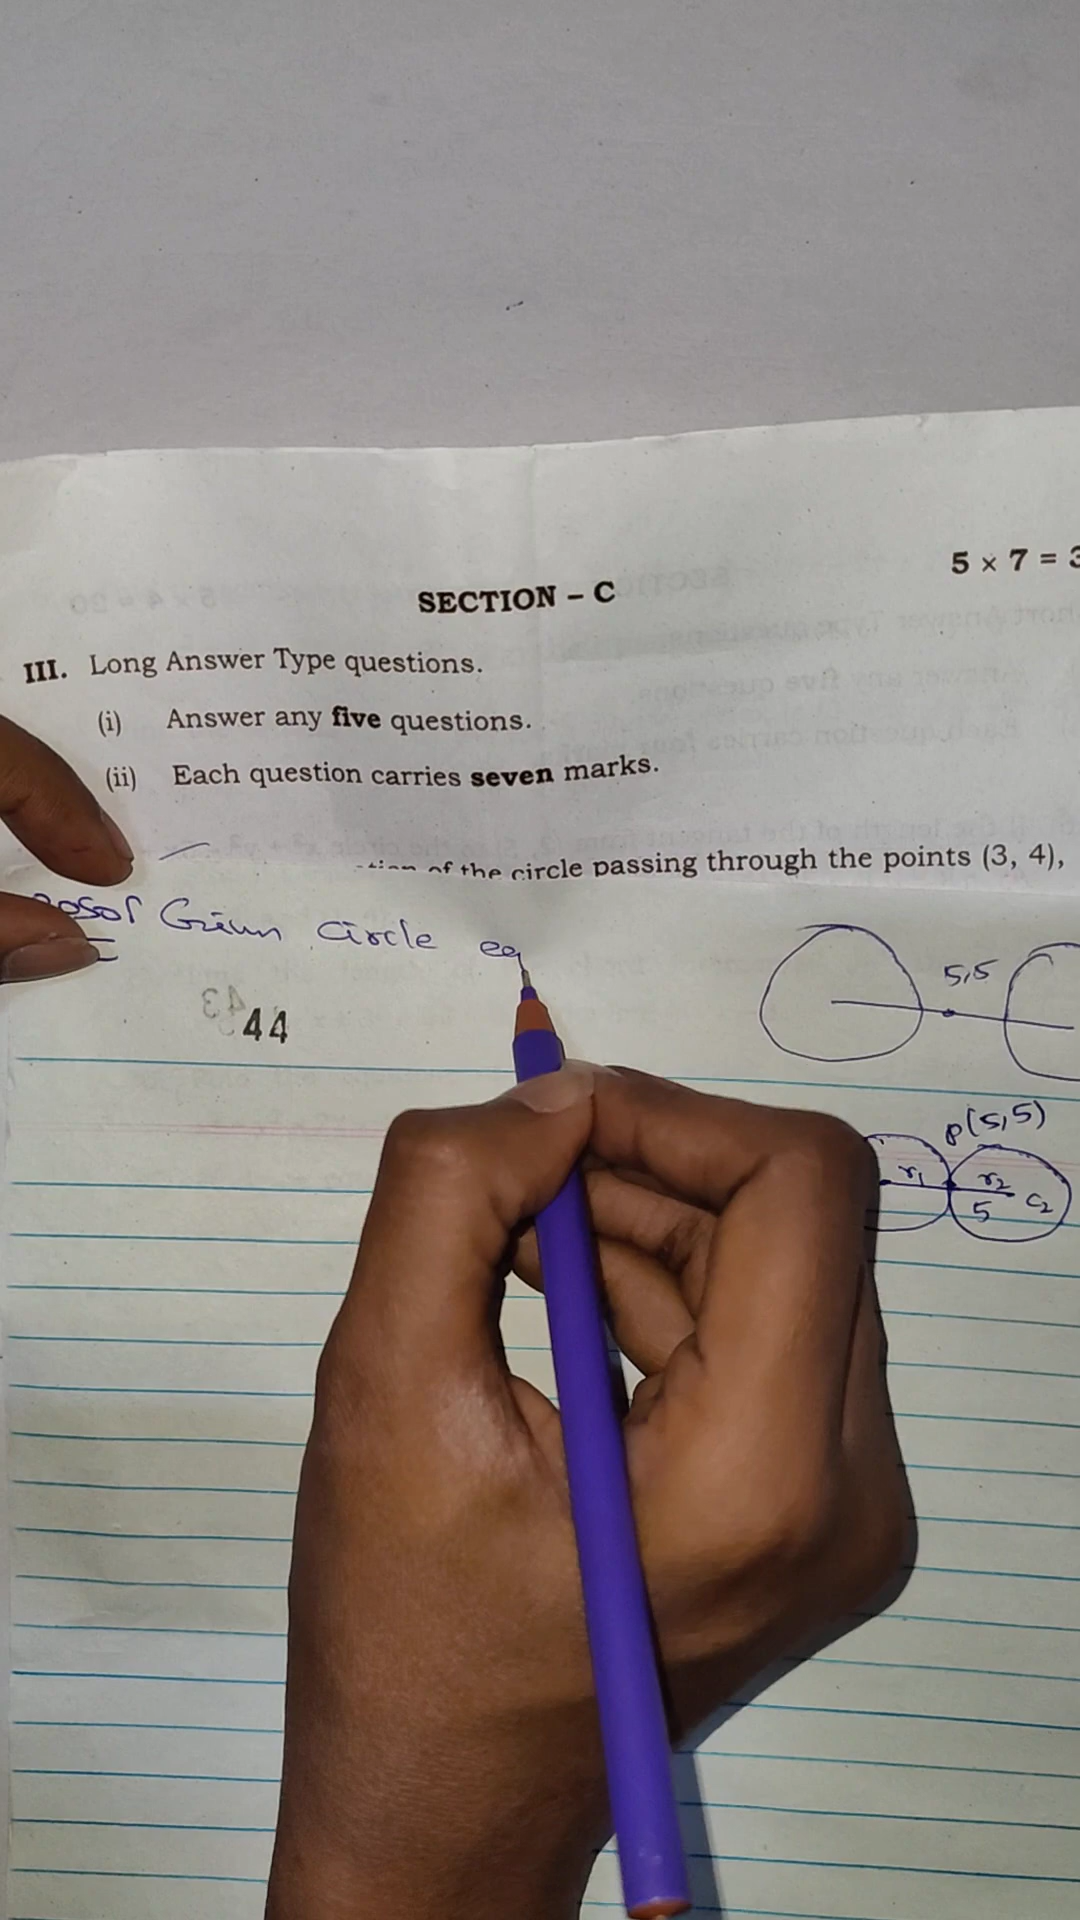 5 × 7 = 3
SECTION – C
III. Long Answer Type questions.
(i) Answer any five questions.
(ii) Each question carries seven marks.
of the circle passing through the points (3, 4),
Circle eq
5,5
44
P(5,5)
r1 r2
5 C2